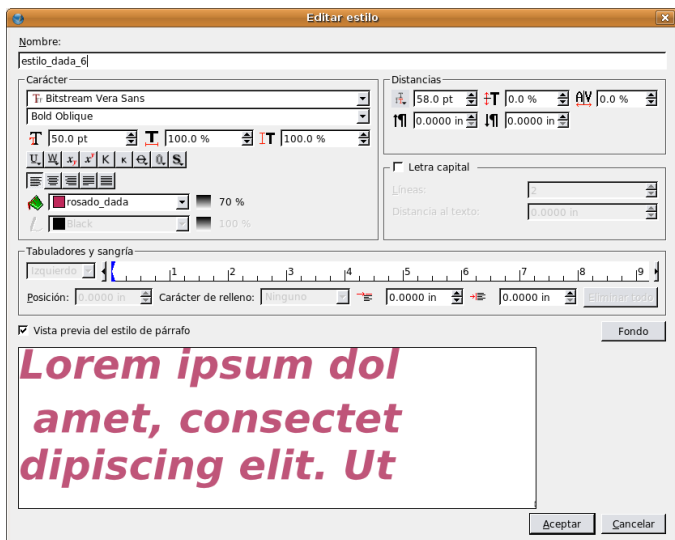 Editar estilo
Nombre:
estilo_dada_6
Carácter
Bitstream Vera Sans
Bold Oblique
50.0 pt 100.0 % 100.0 %
rosado_dada 70 %
Black 100 %
Distancias
58.0 pt 0.0 % 0.0 %
0.0000 in 0.0000 in
Letra capital
Líneas: 2
Distancia al texto: 0.0000 in
Tabuladores y sangría
Izquierdo 1 2 3 4 5 6 7 8 9
Posición: 0.0000 in Carácter de relleno: Ninguno 0.0000 in 0.0000 in Eliminar todo
Vista previa del estilo de párrafo Fondo
Lorem ipsum dol
amet, consectet
dipiscing elit. Ut
Aceptar Cancelar